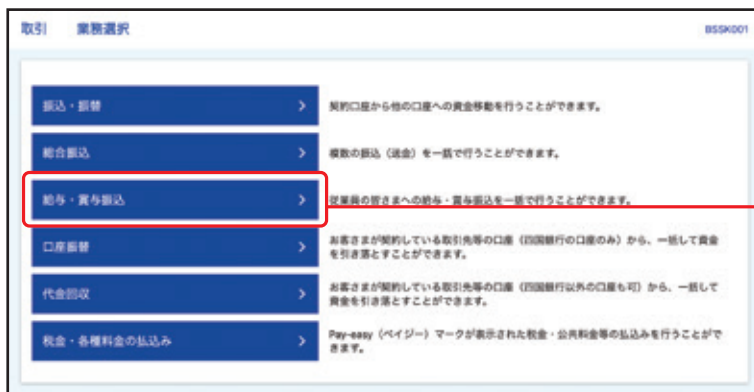 取引 業務選択 BSSK001
振込・振替 契約口座から他の口座への資金移動を行うことができます。
総合振込 複数の振込（送金）を一括で行うことができます。
給与・賞与振込 従業員の皆さまへの給与・賞与振込を一括で行うことができます。
口座振替 お客さまが契約している取引先等の口座（四国銀行の口座のみ）から、一括して資金
を引き落とすことができます。
代金回収 お客さまが契約している取引先等の口座（四国銀行以外の口座も可）から、一括して
資金を引き落とすことができます。
税金・各種料金の払込み Pay-easy（ペイジー）マークが表示された税金・公共料金等の払込みを行うことがで
きます。